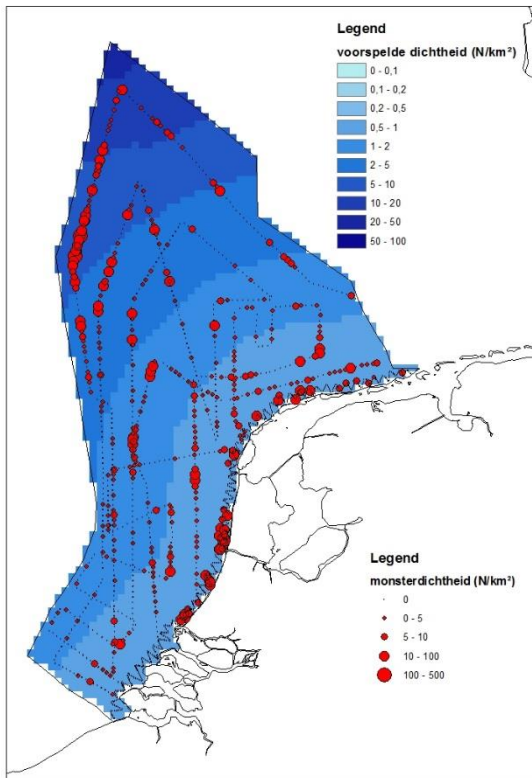 Legend
voorspelde dichtheid (N/km²)
0 - 0,1
0,1 - 0,2
0,2 - 0,5
0,5 - 1
1 - 2
2 - 5
5 - 10
10 - 20
20 - 50
50 - 100
Legend
monsterdichtheid (N/km²)
0
0 - 5
5 - 10
10 - 100
100 - 500